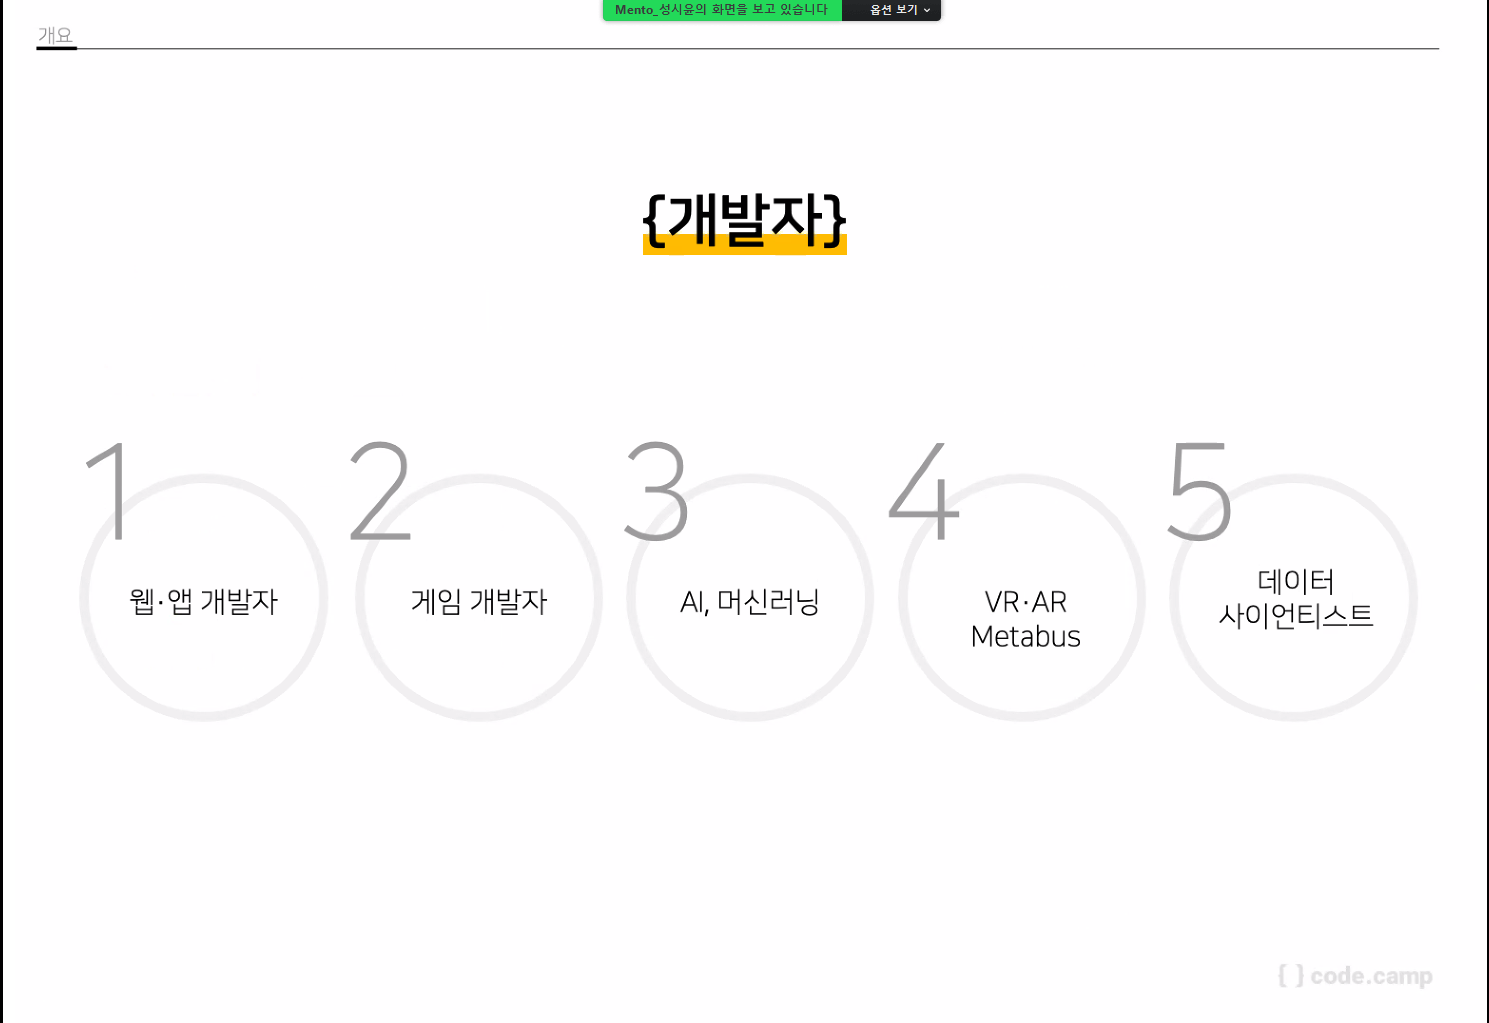 Mento_성시윤의 화면을 보고 있습니다 옵션 보기
개요
{개발자}
1
웹·앱 개발자
2
게임 개발자
3
AI, 머신러닝
4
VR·AR
Metabus
5
데이터
사이언티스트
{ } code.camp